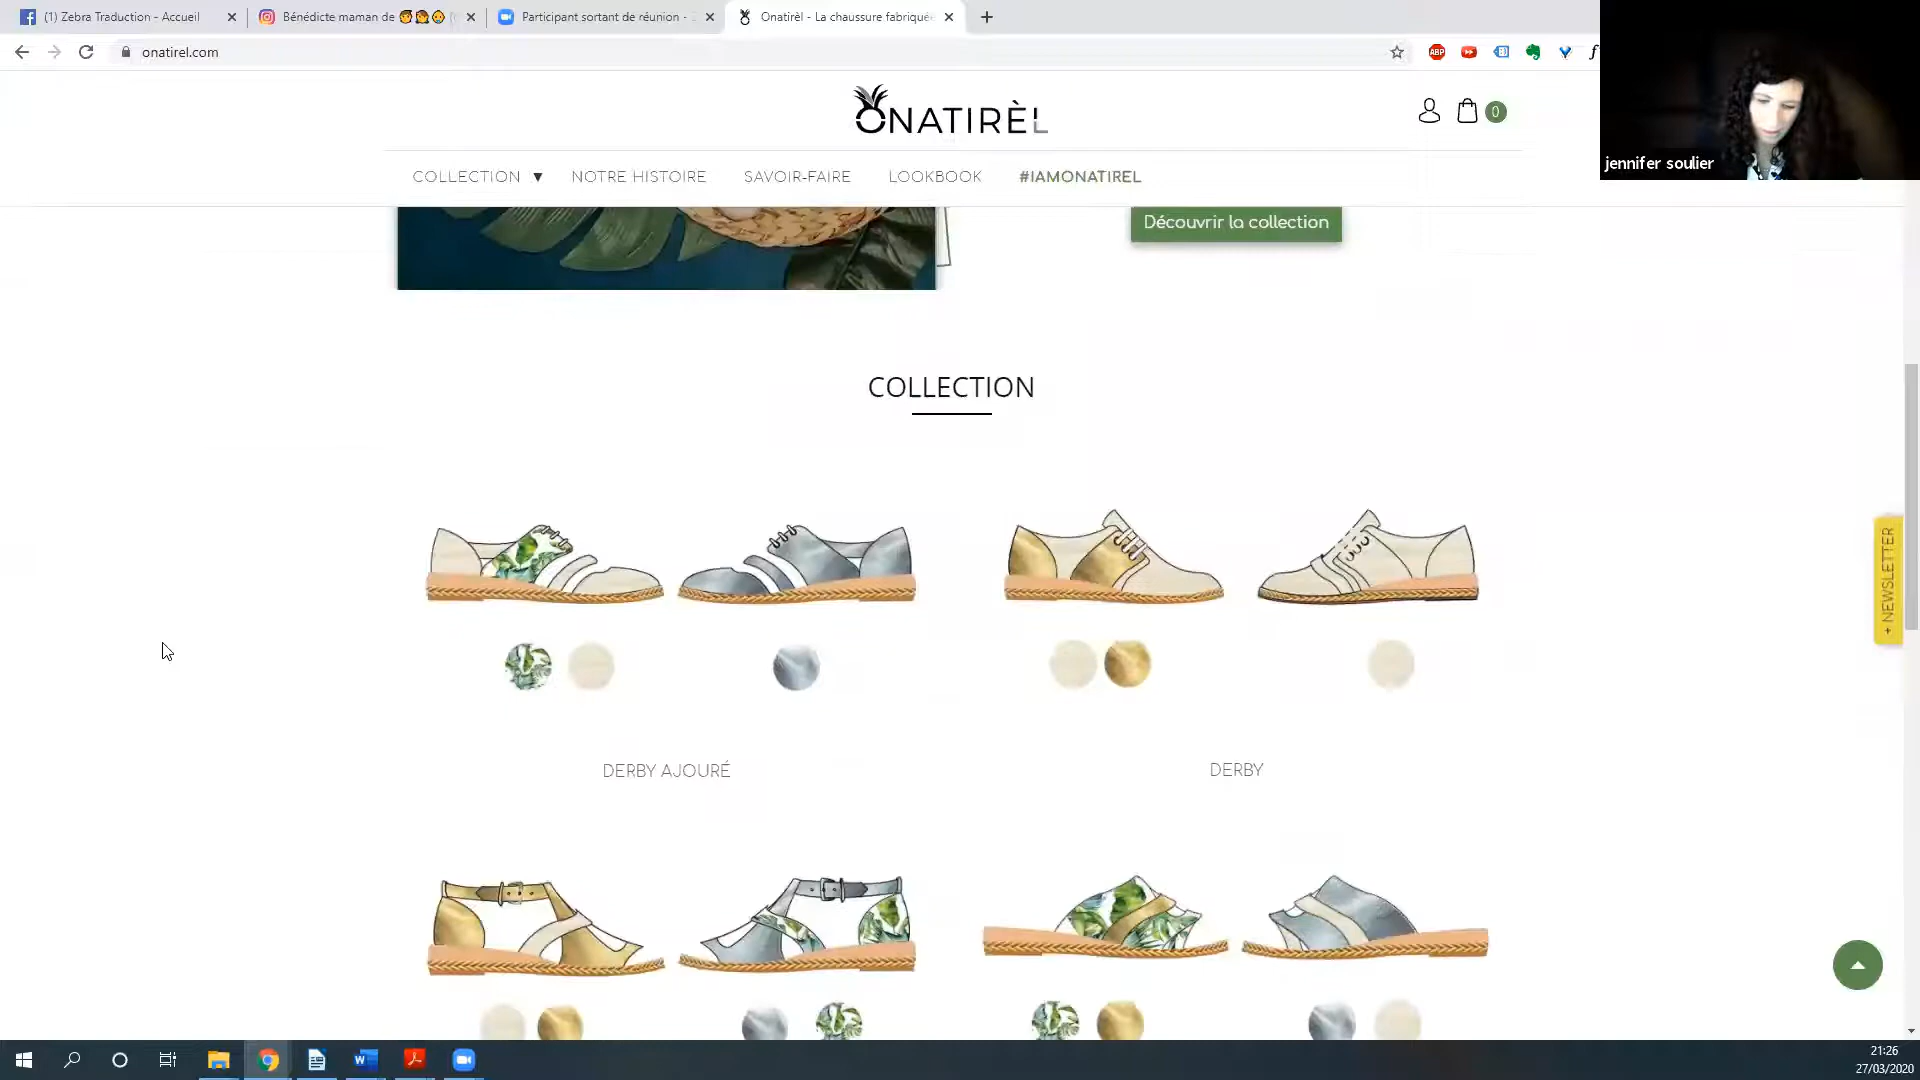 (1) Zebra Traduction - Accueil
Bénédicte maman de
Participant sortant de réunion -
Onatirèl - La chaussure fabriquée
onatirel.com
ABP
jennifer soulier
ONATIRÈL
0
COLLECTION ▼ NOTRE HISTOIRE SAVOIR-FAIRE LOOKBOOK #IAMONATIREL
Découvrir la collection
COLLECTION
+ NEWSLETTER
DERBY AJOURÉ
DERBY
21:26
27/03/2020